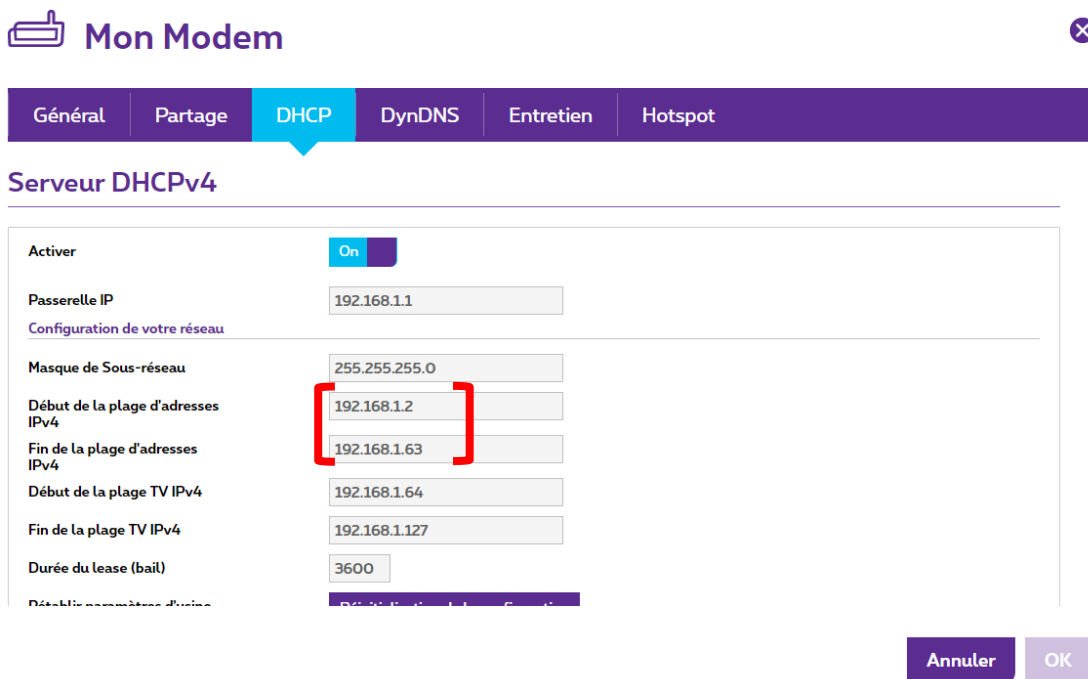 Mon Modem
Général Partage DHCP DynDNS Entretien Hotspot
Serveur DHCPv4
Activer On
Passerelle IP 192.168.1.1
Configuration de votre réseau
Masque de Sous-réseau 255.255.255.0
Début de la plage d'adresses
IPv4 192.168.1.2
Fin de la plage d'adresses
IPv4 192.168.1.63
Début de la plage TV IPv4 192.168.1.64
Fin de la plage TV IPv4 192.168.1.127
Durée du lease (bail) 3600
Rétablir paramètres d'usine
Annuler OK